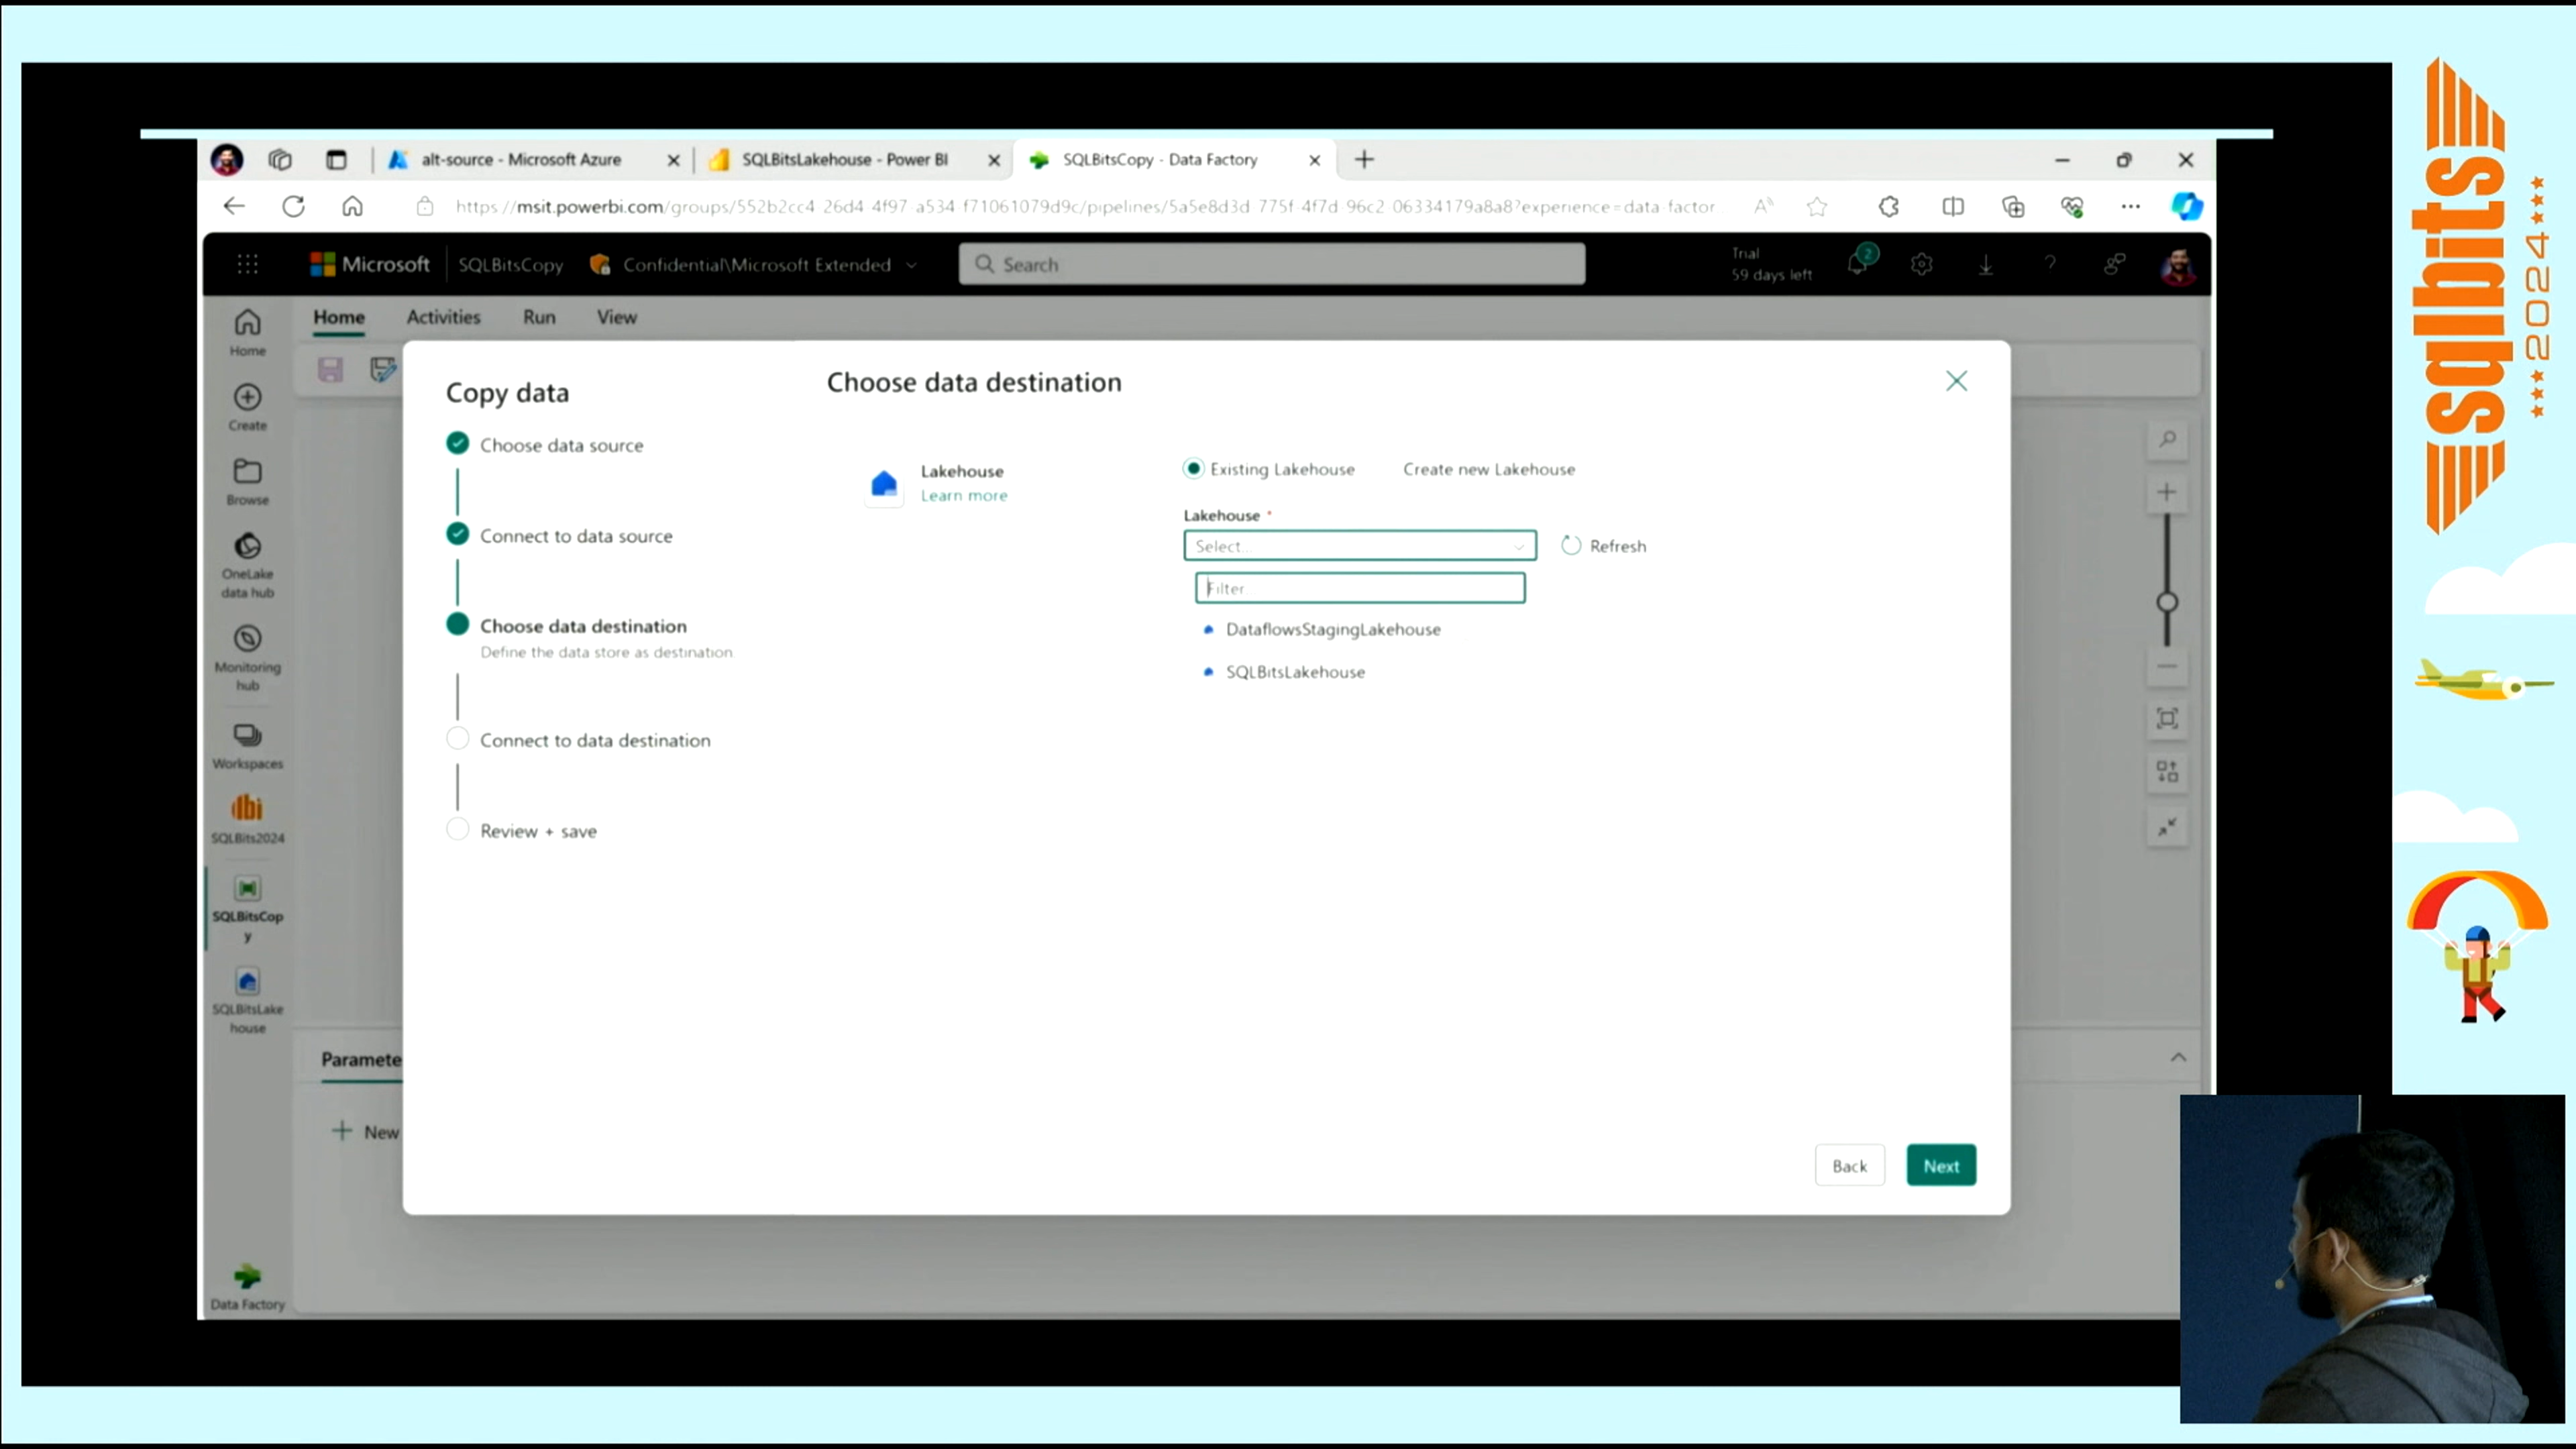 alt-source - Microsoft Azure
SQLBitsLakehouse - Power BI
SQLBitsCopy - Data Factory
https://msit.powerbi.com/groups/552b2cc4-26d4-4f97-a534-f71061079d9c/pipelines/5a5e8d3d-775f-4f7d-96c2-06334179a8a8?experience=data-factor
Microsoft
SQLBitsCopy
Confidential\Microsoft Extended
Search
Trial
59 days left
2
Home
Activities
Run
View
Home
Create
Browse
OneLake
data hub
Monitoring
hub
Workspaces
SQLBits2024
SQLBitsCop
y
SQLBitsLake
house
Data Factory
Paramete
New
Copy data
Choose data source
Connect to data source
Choose data destination
Define the data store as destination.
Connect to data destination
Review + save
Choose data destination
Lakehouse
Learn more
Existing Lakehouse
Create new Lakehouse
Lakehouse *
Select...
Refresh
Filter
DataflowsStagingLakehouse
SQLBitsLakehouse
Back
Next
sqlbits
2024